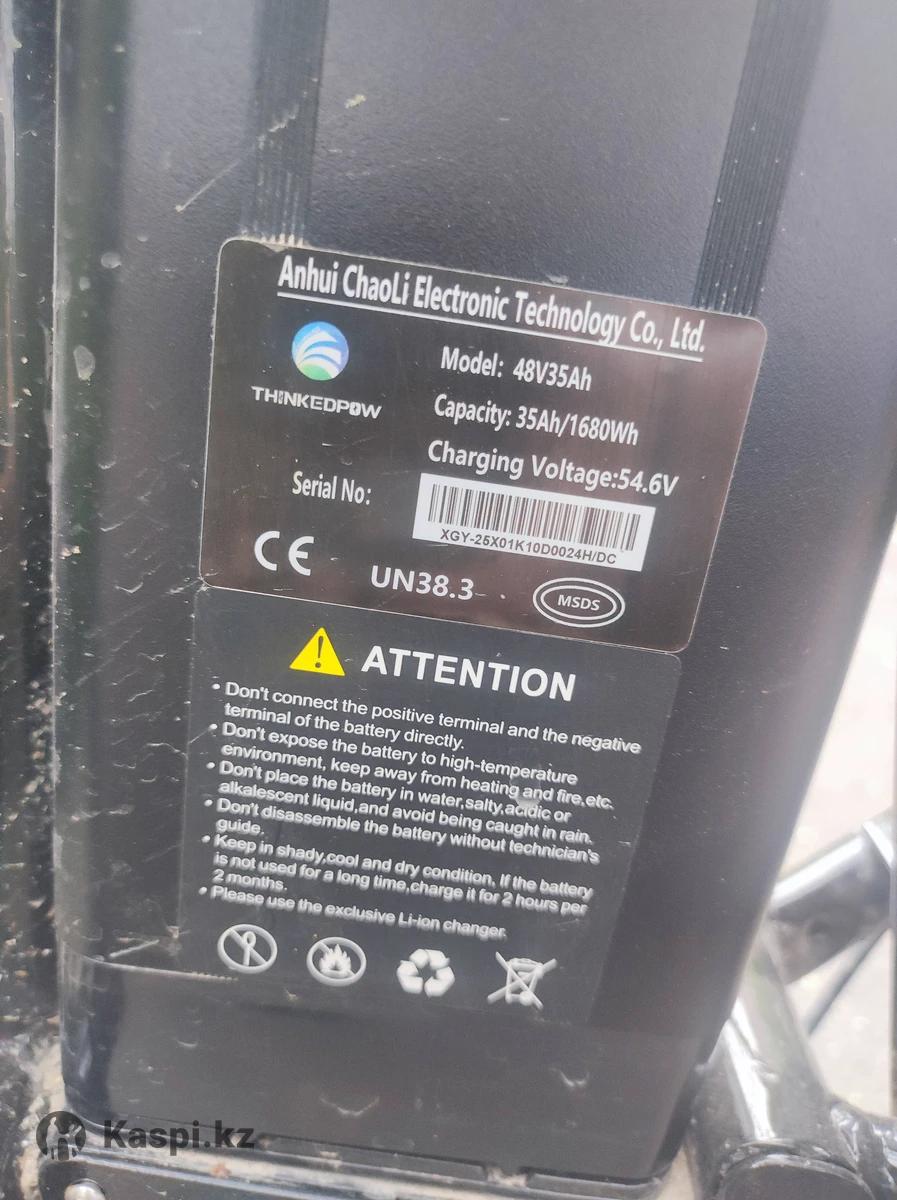 Anhui ChaoLi Electronic Technology Co., Ltd.
THINKEDPOW
Model: 48V35Ah
Capacity: 35Ah/1680Wh
Charging Voltage:54.6V
Serial No:
XGY-25X01K10D0024H/DC
CE
UN38.3
MSDS
ATTENTION
• Don't connect the positive terminal and the negative
terminal of the battery directly.
• Don't expose the battery to high-temperature
environment, keep away from heating and fire,etc.
• Don't place the battery in water,salty,acidic or
alkalescent liquid,and avoid being caught in rain.
• Don't disassemble the battery without technician's
guide.
• Keep in shady,cool and dry condition, If the battery
is not used for a long time,charge it for 2 hours per
2 months.
• Please use the exclusive Li-ion changer.
Kaspi.kz